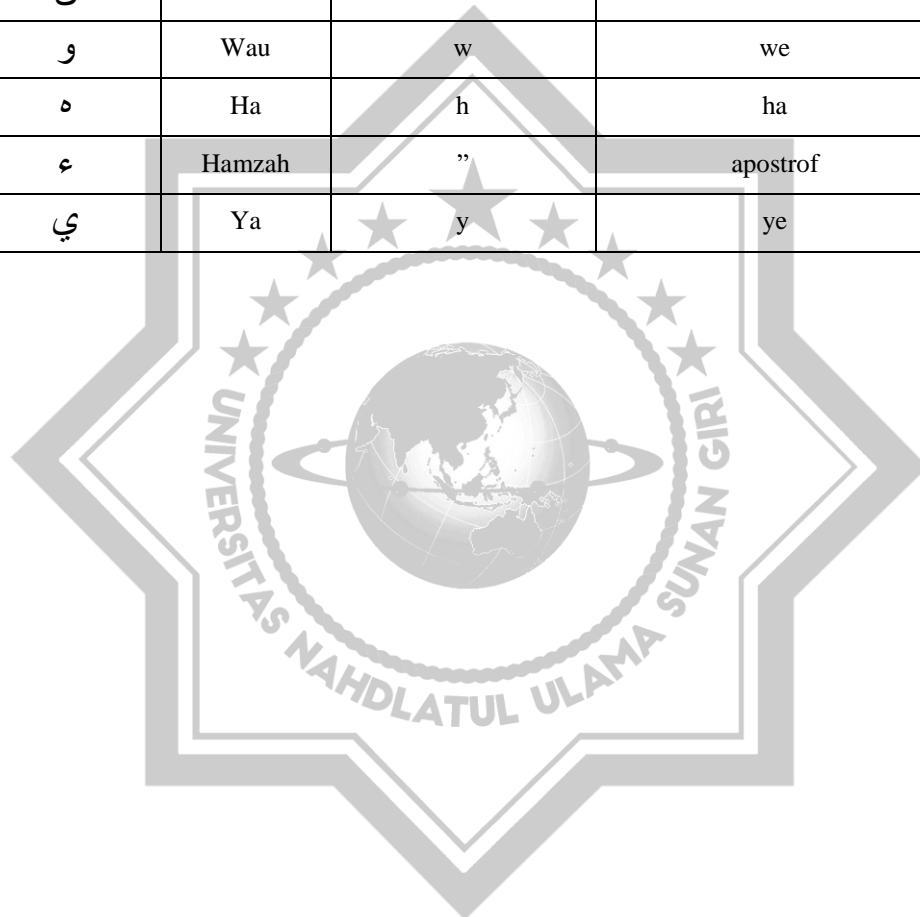 و Wau w we
ه Ha h ha
ء Hamzah ” apostrof
ي Ya y ye
UNIVERSITAS NAHDLATUL ULAMA SUNAN GIRI